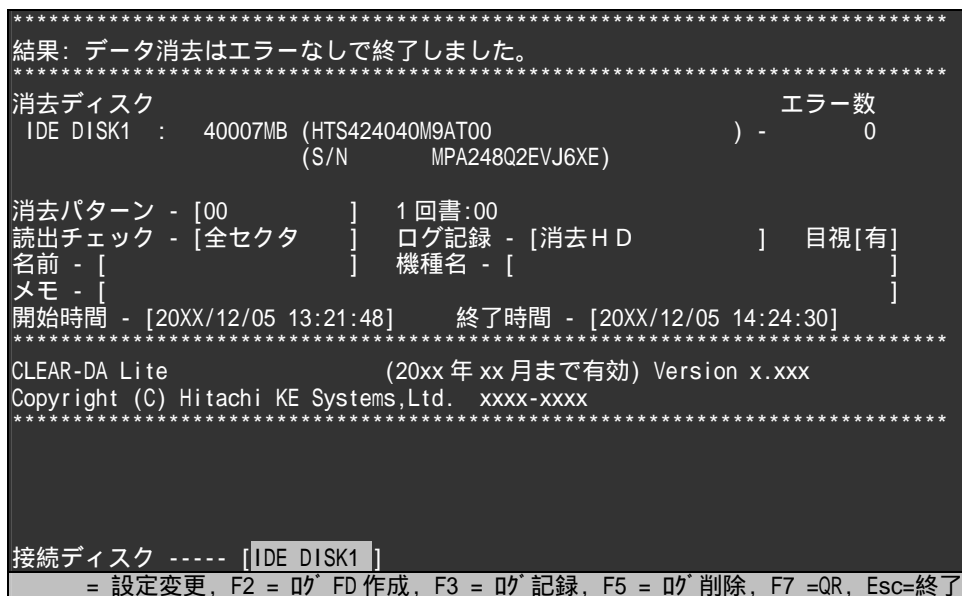 ******************************************************************************
結果: データ消去はエラーなしで終了しました。
******************************************************************************
消去ディスク エラー数
IDE DISK1 : 40007MB (HTS424040M9AT00 ) - 0
(S/N MPA248Q2EVJ6XE)
消去パターン - [00 ] 1回書:00
読出チェック - [全セクタ ] ログ記録 - [消去HD ] 目視[有]
名前 - [ ] 機種名 - [ ]
メモ - [ ]
開始時間 - [20XX/12/05 13:21:48] 終了時間 - [20XX/12/05 14:24:30]
******************************************************************************
CLEAR-DA Lite (20xx年xx月まで有効) Version x.xxx
Copyright (C) Hitachi KE Systems,Ltd. xxxx-xxxx
******************************************************************************
接続ディスク ----- [IDE DISK1 ]
= 設定変更, F2 = ﾛｸﾞFD作成, F3 = ﾛｸﾞ記録, F5 = ﾛｸﾞ削除, F7 =QR, Esc=終了